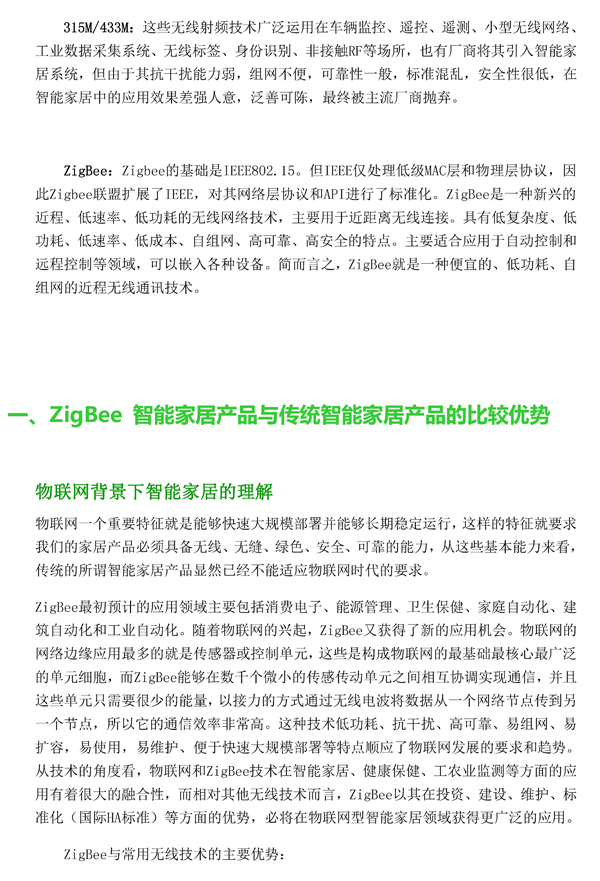 315M/433M：这些无线射频技术广泛运用在车辆监控、遥控、遥测、小型无线网络、
工业数据采集系统、无线标签、身份识别、非接触RF等场所，也有厂商将其引入智能家
居系统，但由于其抗干扰能力弱，组网不便，可靠性一般，标准混乱，安全性很低，在
智能家居中的应用效果差强人意，泛善可陈，最终被主流厂商抛弃。
ZigBee：Zigbee的基础是IEEE802.15。但IEEE仅处理低级MAC层和物理层协议，因
此Zigbee联盟扩展了IEEE，对其网络层协议和API进行了标准化。ZigBee是一种新兴的
近程、低速率、低功耗的无线网络技术，主要用于近距离无线连接。具有低复杂度、低
功耗、低速率、低成本、自组网、高可靠、高安全的特点。主要适合应用于自动控制和
远程控制等领域，可以嵌入各种设备。简而言之，ZigBee就是一种便宜的、低功耗、自
组网的近程无线通讯技术。
一、ZigBee 智能家居产品与传统智能家居产品的比较优势
物联网背景下智能家居的理解
物联网一个重要特征就是能够快速大规模部署并能够长期稳定运行，这样的特征就要求
我们的家居产品必须具备无线、无缝、绿色、安全、可靠的能力，从这些基本能力来看，
传统的所谓智能家居产品显然已经不能适应物联网时代的要求。
ZigBee最初预计的应用领域主要包括消费电子、能源管理、卫生保健、家庭自动化、建
筑自动化和工业自动化。随着物联网的兴起，ZigBee又获得了新的应用机会。物联网的
网络边缘应用最多的就是传感器或控制单元，这些是构成物联网的最基础最核心最广泛
的单元细胞，而ZigBee能够在数千个微小的传感传动单元之间相互协调实现通信，并且
这些单元只需要很少的能量，以接力的方式通过无线电波将数据从一个网络节点传到另
一个节点，所以它的通信效率非常高。这种技术低功耗、抗干扰、高可靠、易组网、易
扩容，易使用，易维护、便于快速大规模部署等特点顺应了物联网发展的要求和趋势。
从技术的角度看，物联网和ZigBee技术在智能家居、健康保健、工农业监测等方面的应
用有着很大的融合性，而相对其他无线技术而言，ZigBee以其在投资、建设、维护、标
准化（国际HA标准）等方面的优势，必将在物联网型智能家居领域获得更广泛的应用。
ZigBee与常用无线技术的主要优势：